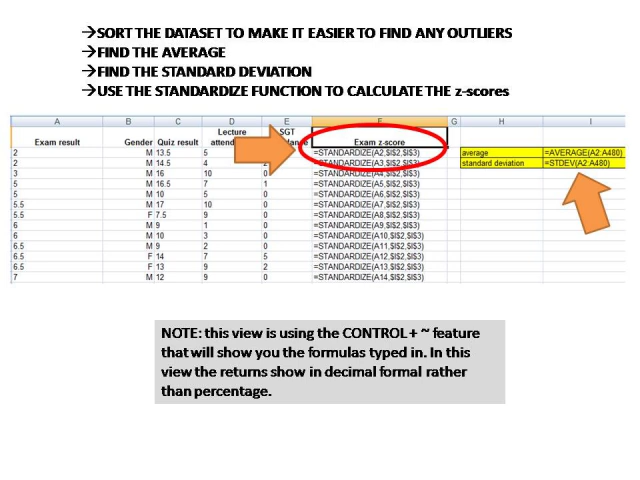 →SORT THE DATASET TO MAKE IT EASIER TO FIND ANY OUTLIERS
→FIND THE AVERAGE
→FIND THE STANDARD DEVIATION
→USE THE STANDARDIZE FUNCTION TO CALCULATE THE z-scores
A B C D E F G H I
Lecture SGT
Exam result Gender Quiz result Exam z-score
2 M 13.5 5 =STANDARDIZE(A2,$I$2,$I$3) average =AVERAGE(A2:A480)
2 M 14.5 4 2 =STANDARDIZE(A3,$I$2,$I$3) standard deviation =STDEV(A2:A480)
3 M 16 10 0 =STANDARDIZE(A4,$I$2,$I$3)
5 M 16.5 7 1 =STANDARDIZE(A5,$I$2,$I$3)
5 M 10 5 0 =STANDARDIZE(A6,$I$2,$I$3)
5.5 M 17 10 0 =STANDARDIZE(A7,$I$2,$I$3)
5.5 F 7.5 9 0 =STANDARDIZE(A8,$I$2,$I$3)
6 M 9 1 0 =STANDARDIZE(A9,$I$2,$I$3)
6 M 10 3 0 =STANDARDIZE(A10,$I$2,$I$3)
6.5 M 9 2 0 =STANDARDIZE(A11,$I$2,$I$3)
6.5 F 14 7 5 =STANDARDIZE(A12,$I$2,$I$3)
6.5 F 13 9 2 =STANDARDIZE(A13,$I$2,$I$3)
7 M 12 9 0 =STANDARDIZE(A14,$I$2,$I$3)
NOTE: this view is using the CONTROL + ~ feature
that will show you the formulas typed in. In this
view the returns show in decimal formal rather
than percentage.